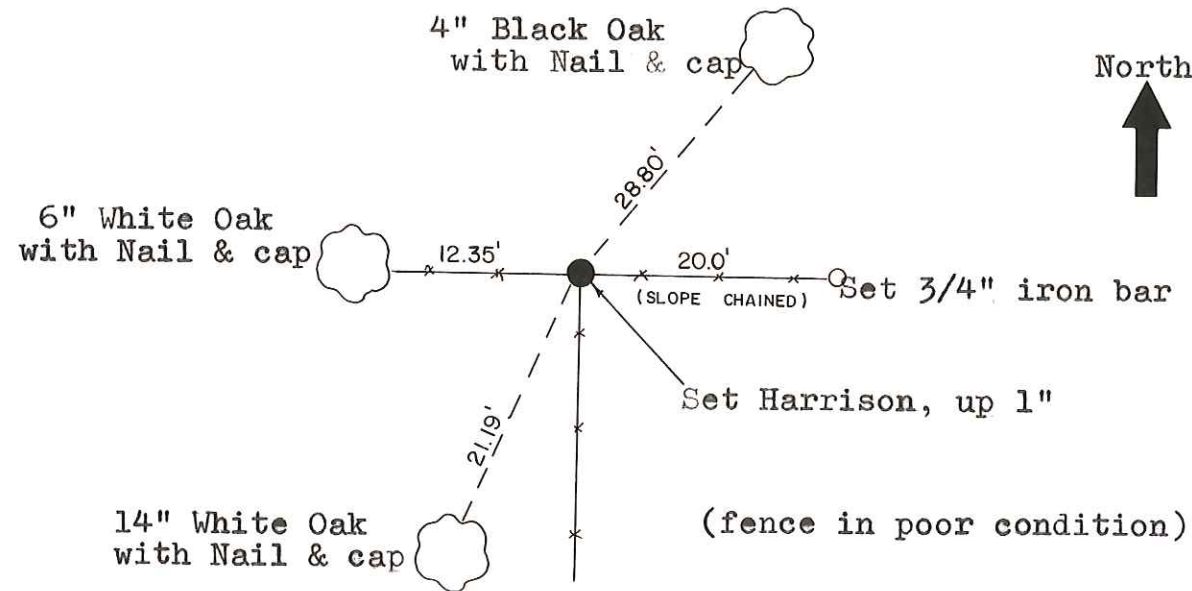 4" Black Oak
with Nail & cap
North
28.80'
6" White Oak
with Nail & cap
12.35'
20.0'
(SLOPE CHAINED)
Set 3/4" iron bar
Set Harrison, up 1"
21.19'
14" White Oak
with Nail & cap
(fence in poor condition)